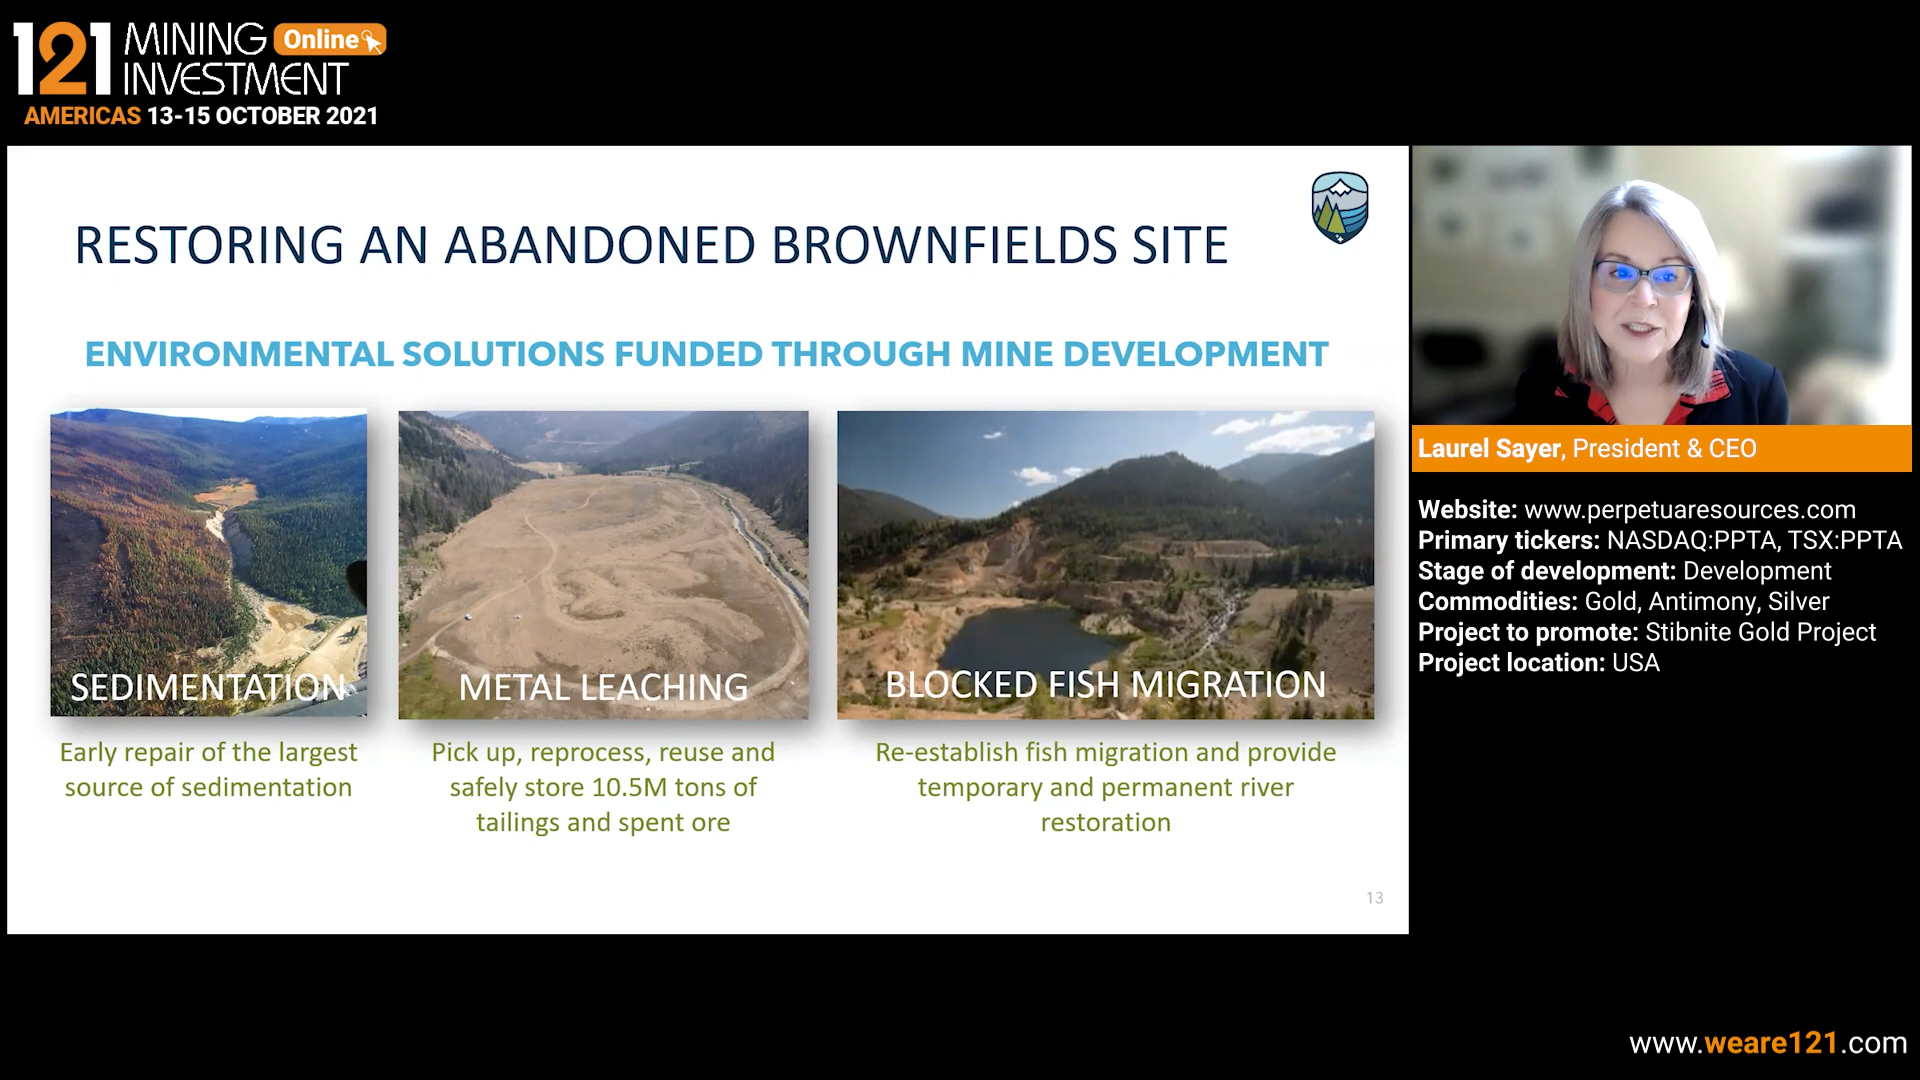 121 MINING Online
INVESTMENT
AMERICAS 13-15 OCTOBER 2021
RESTORING AN ABANDONED BROWNFIELDS SITE
ENVIRONMENTAL SOLUTIONS FUNDED THROUGH MINE DEVELOPMENT
SEDIMENTATION
Early repair of the largest
source of sedimentation
METAL LEACHING
Pick up, reprocess, reuse and
safely store 10.5M tons of
tailings and spent ore
BLOCKED FISH MIGRATION
Re-establish fish migration and provide
temporary and permanent river
restoration
13
Laurel Sayer, President & CEO
Website: www.perpetuaresources.com
Primary tickers: NASDAQ:PPTA, TSX:PPTA
Stage of development: Development
Commodities: Gold, Antimony, Silver
Project to promote: Stibnite Gold Project
Project location: USA
www.weare121.com